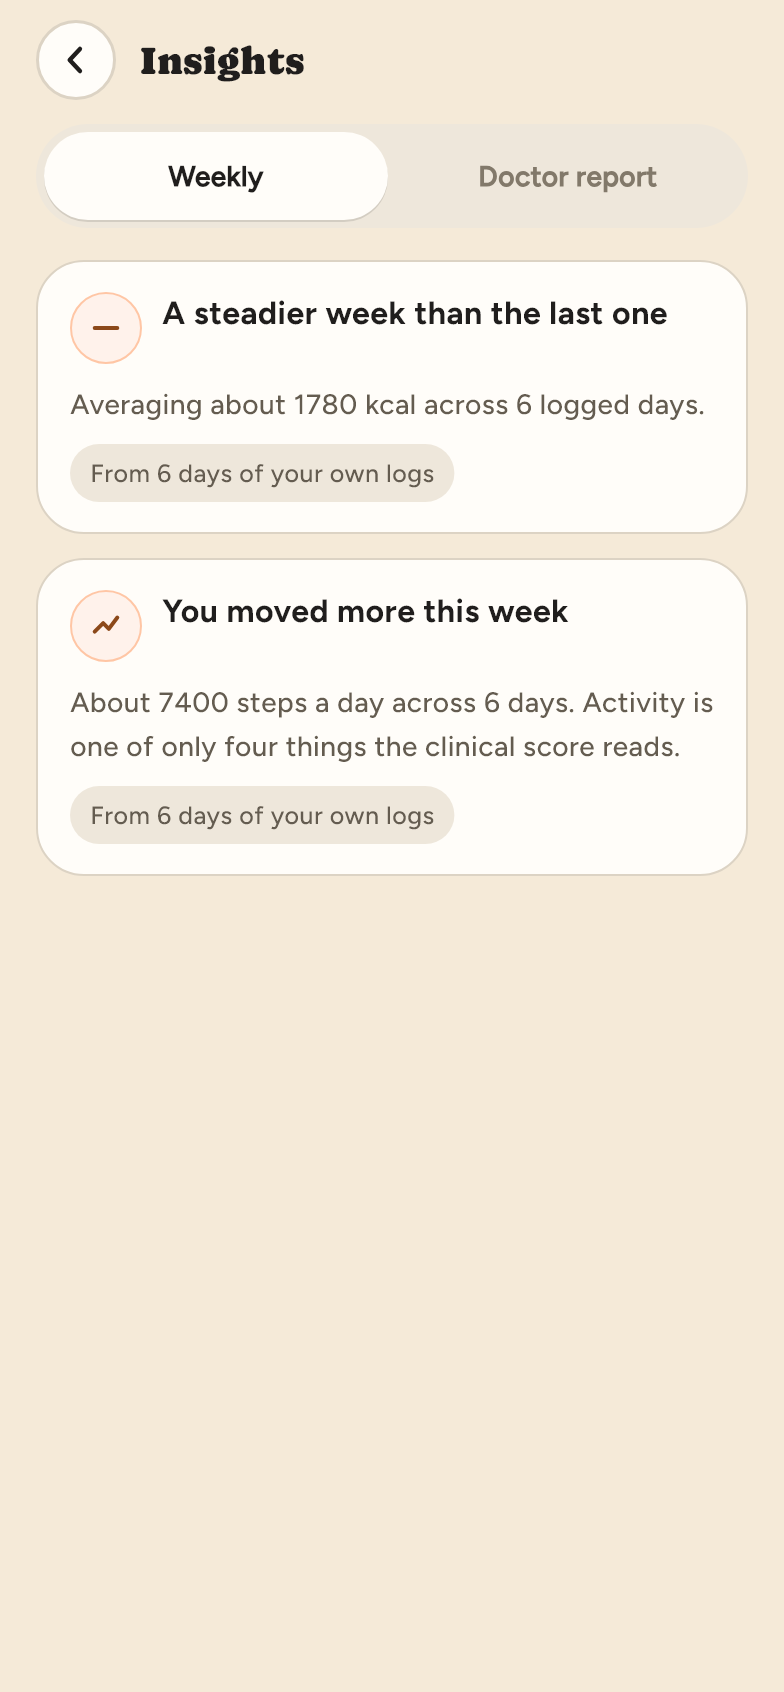 Insights
Weekly
Doctor report
A steadier week than the last one
Averaging about 1780 kcal across 6 logged days.
From 6 days of your own logs
You moved more this week
About 7400 steps a day across 6 days. Activity is
one of only four things the clinical score reads.
From 6 days of your own logs